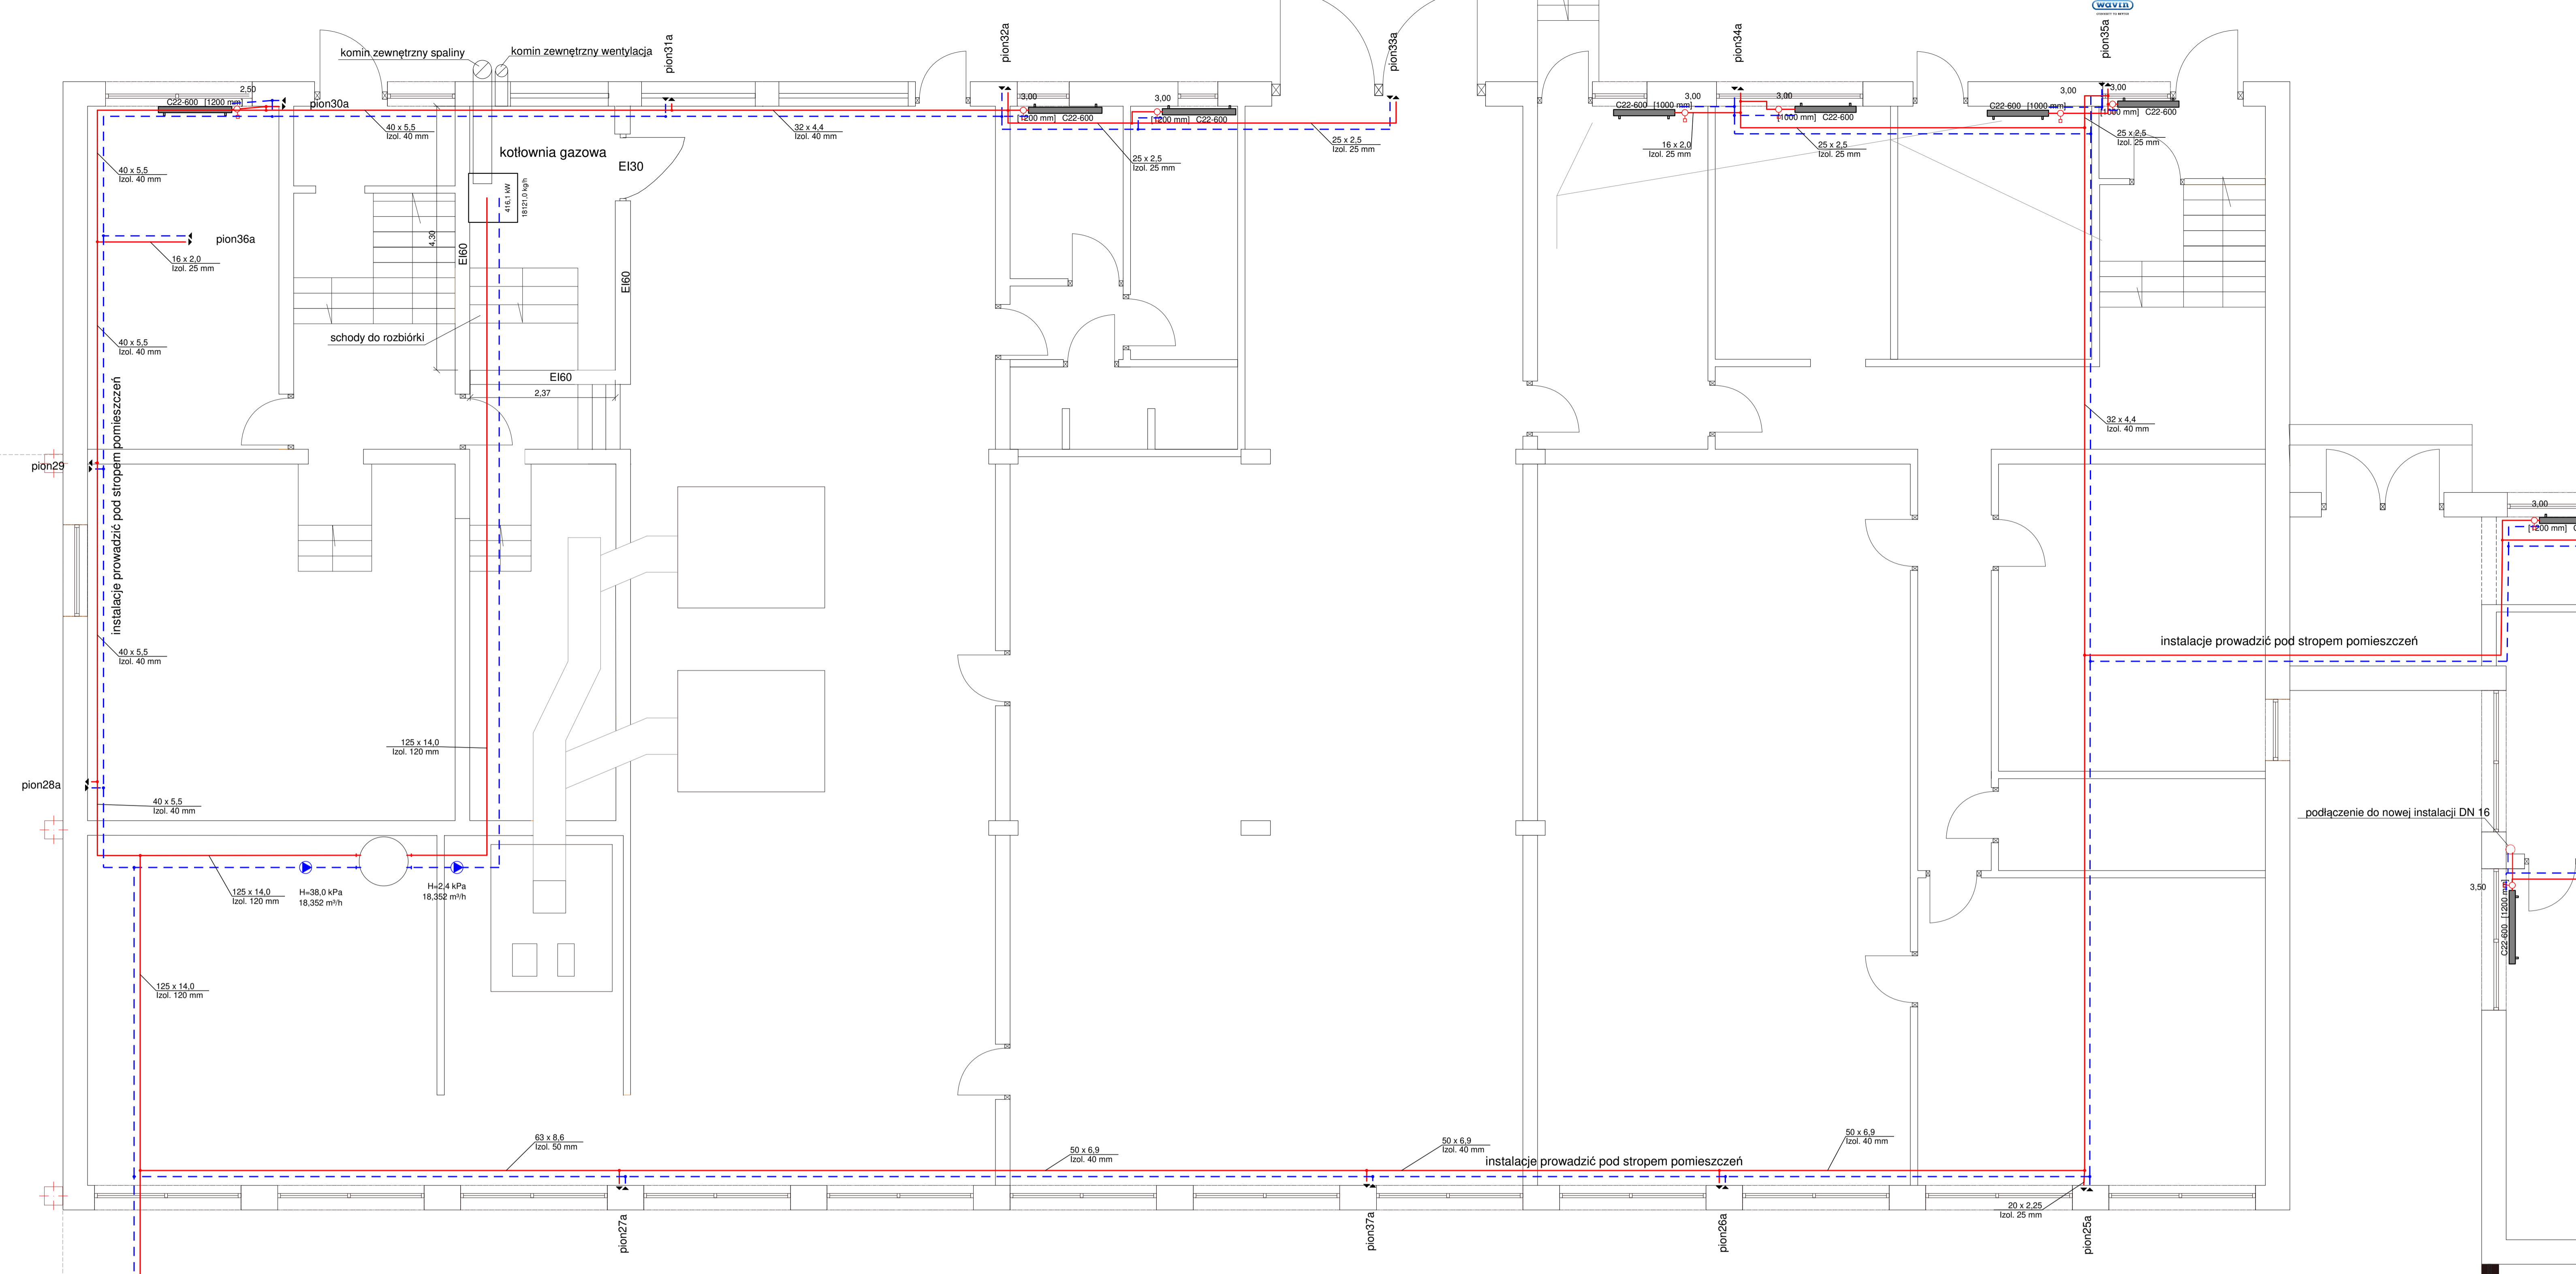 wavin
komin zewnętrzny spaliny
komin zewnętrzny wentylacja
pion31a
pion32a
pion33a
pion34a
pion35a
2,50
C22-600 [1200 mm]
pion30a
40 x 5,5
Izol. 40 mm
32 x 4,4
Izol. 40 mm
3,00
[1200 mm] C22-600
3,00
[1200 mm] C22-600
25 x 2,5
Izol. 25 mm
25 x 2,5
Izol. 25 mm
3,00
C22-600 [1000 mm]
16 x 2,0
Izol. 25 mm
3,00
[1000 mm] C22-600
25 x 2,5
Izol. 25 mm
3,00
C22-600 [1000 mm]
3,00
[1000 mm] C22-600
25 x 2,5
Izol. 25 mm
kotłownia gazowa
EI30
40 x 5,5
Izol. 40 mm
416,1 kW
18121,0 kg/h
pion36a
16 x 2,0
Izol. 25 mm
4,30
EI60
EI60
schody do rozbiórki
40 x 5,5
Izol. 40 mm
EI60
2,37
instalacje prowadzić pod stropem pomieszczeń
32 x 4,4
Izol. 40 mm
pion29
3,00
[1200 mm]
40 x 5,5
Izol. 40 mm
instalacje prowadzić pod stropem pomieszczeń
125 x 14,0
Izol. 120 mm
pion28a
40 x 5,5
Izol. 40 mm
podłączenie do nowej instalacji DN 16
125 x 14,0
Izol. 120 mm
H=38,0 kPa
18,352 m³/h
H=2,4 kPa
18,352 m³/h
3,50
C22-600 [1200 mm]
125 x 14,0
Izol. 120 mm
63 x 8,6
Izol. 50 mm
50 x 6,9
Izol. 40 mm
50 x 6,9
Izol. 40 mm
50 x 6,9
Izol. 40 mm
instalacje prowadzić pod stropem pomieszczeń
20 x 2,25
Izol. 25 mm
pion27a
pion37a
pion26a
pion25a